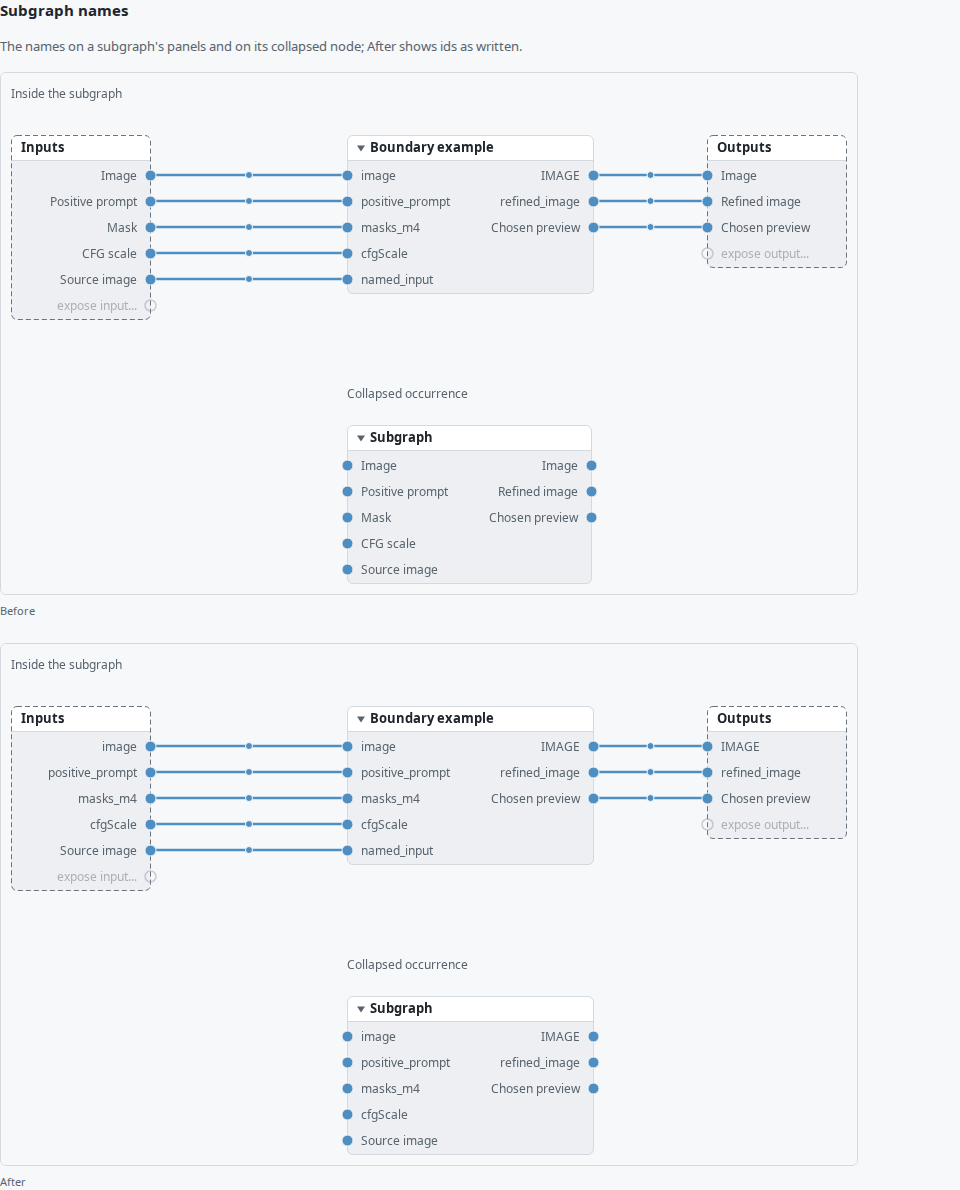 Subgraph names
The names on a subgraph's panels and on its collapsed node; After shows ids as written.
Inside the subgraph
Inputs
Image
Positive prompt
Mask
CFG scale
Source image
expose input...
Boundary example
image IMAGE
positive_prompt refined_image
masks_m4 Chosen preview
cfgScale
named_input
Outputs
Image
Refined image
Chosen preview
expose output...
Collapsed occurrence
Subgraph
Image Image
Positive prompt Refined image
Mask Chosen preview
CFG scale
Source image
Before
Inside the subgraph
Inputs
image
positive_prompt
masks_m4
cfgScale
Source image
expose input...
Boundary example
image IMAGE
positive_prompt refined_image
masks_m4 Chosen preview
cfgScale
named_input
Outputs
IMAGE
refined_image
Chosen preview
expose output...
Collapsed occurrence
Subgraph
image IMAGE
positive_prompt refined_image
masks_m4 Chosen preview
cfgScale
Source image
After